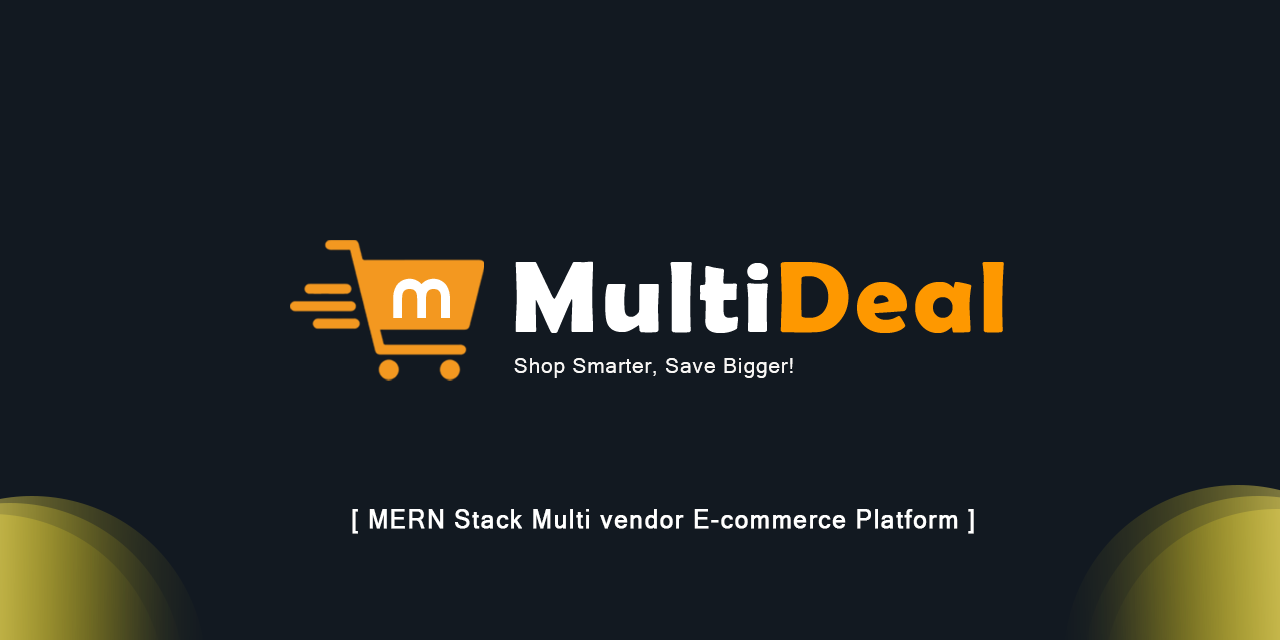 m
MultiDeal
Shop Smarter, Save Bigger!
[ MERN Stack Multi vendor E-commerce Platform ]